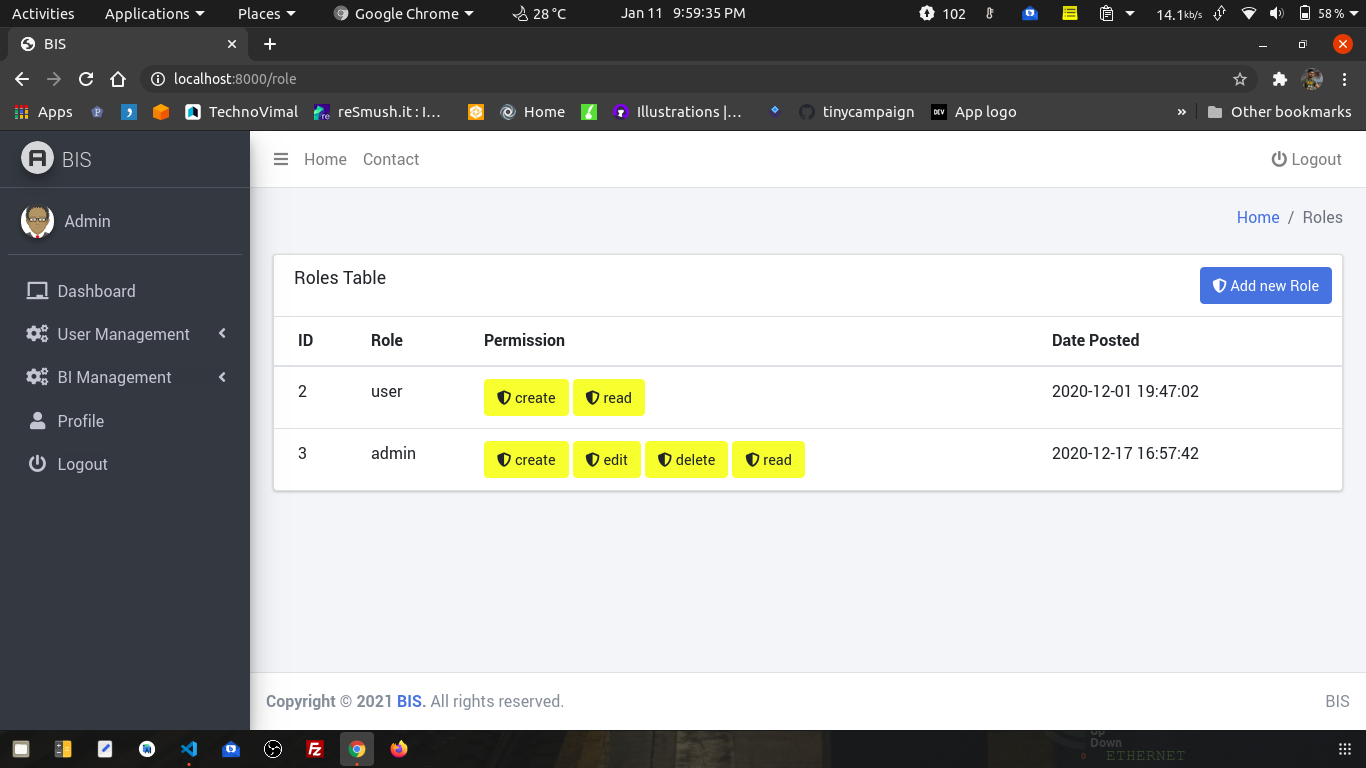 Activities Applications Places Google Chrome 28 °C Jan 11 9:59:35 PM 102 14.1kb/s 58 %
BIS
localhost:8000/role
Apps TechnoVimal reSmush.it : I... Home Illustrations |... tinycampaign DEV App logo » Other bookmarks
BIS
Home Contact Logout
Admin
Home / Roles
Dashboard
User Management
BI Management
Profile
Logout
Roles Table
Add new Role
ID Role Permission Date Posted
2 user create read 2020-12-01 19:47:02
3 admin create edit delete read 2020-12-17 16:57:42
Copyright © 2021 BIS. All rights reserved.
BIS
Up
Down
ETHERNET